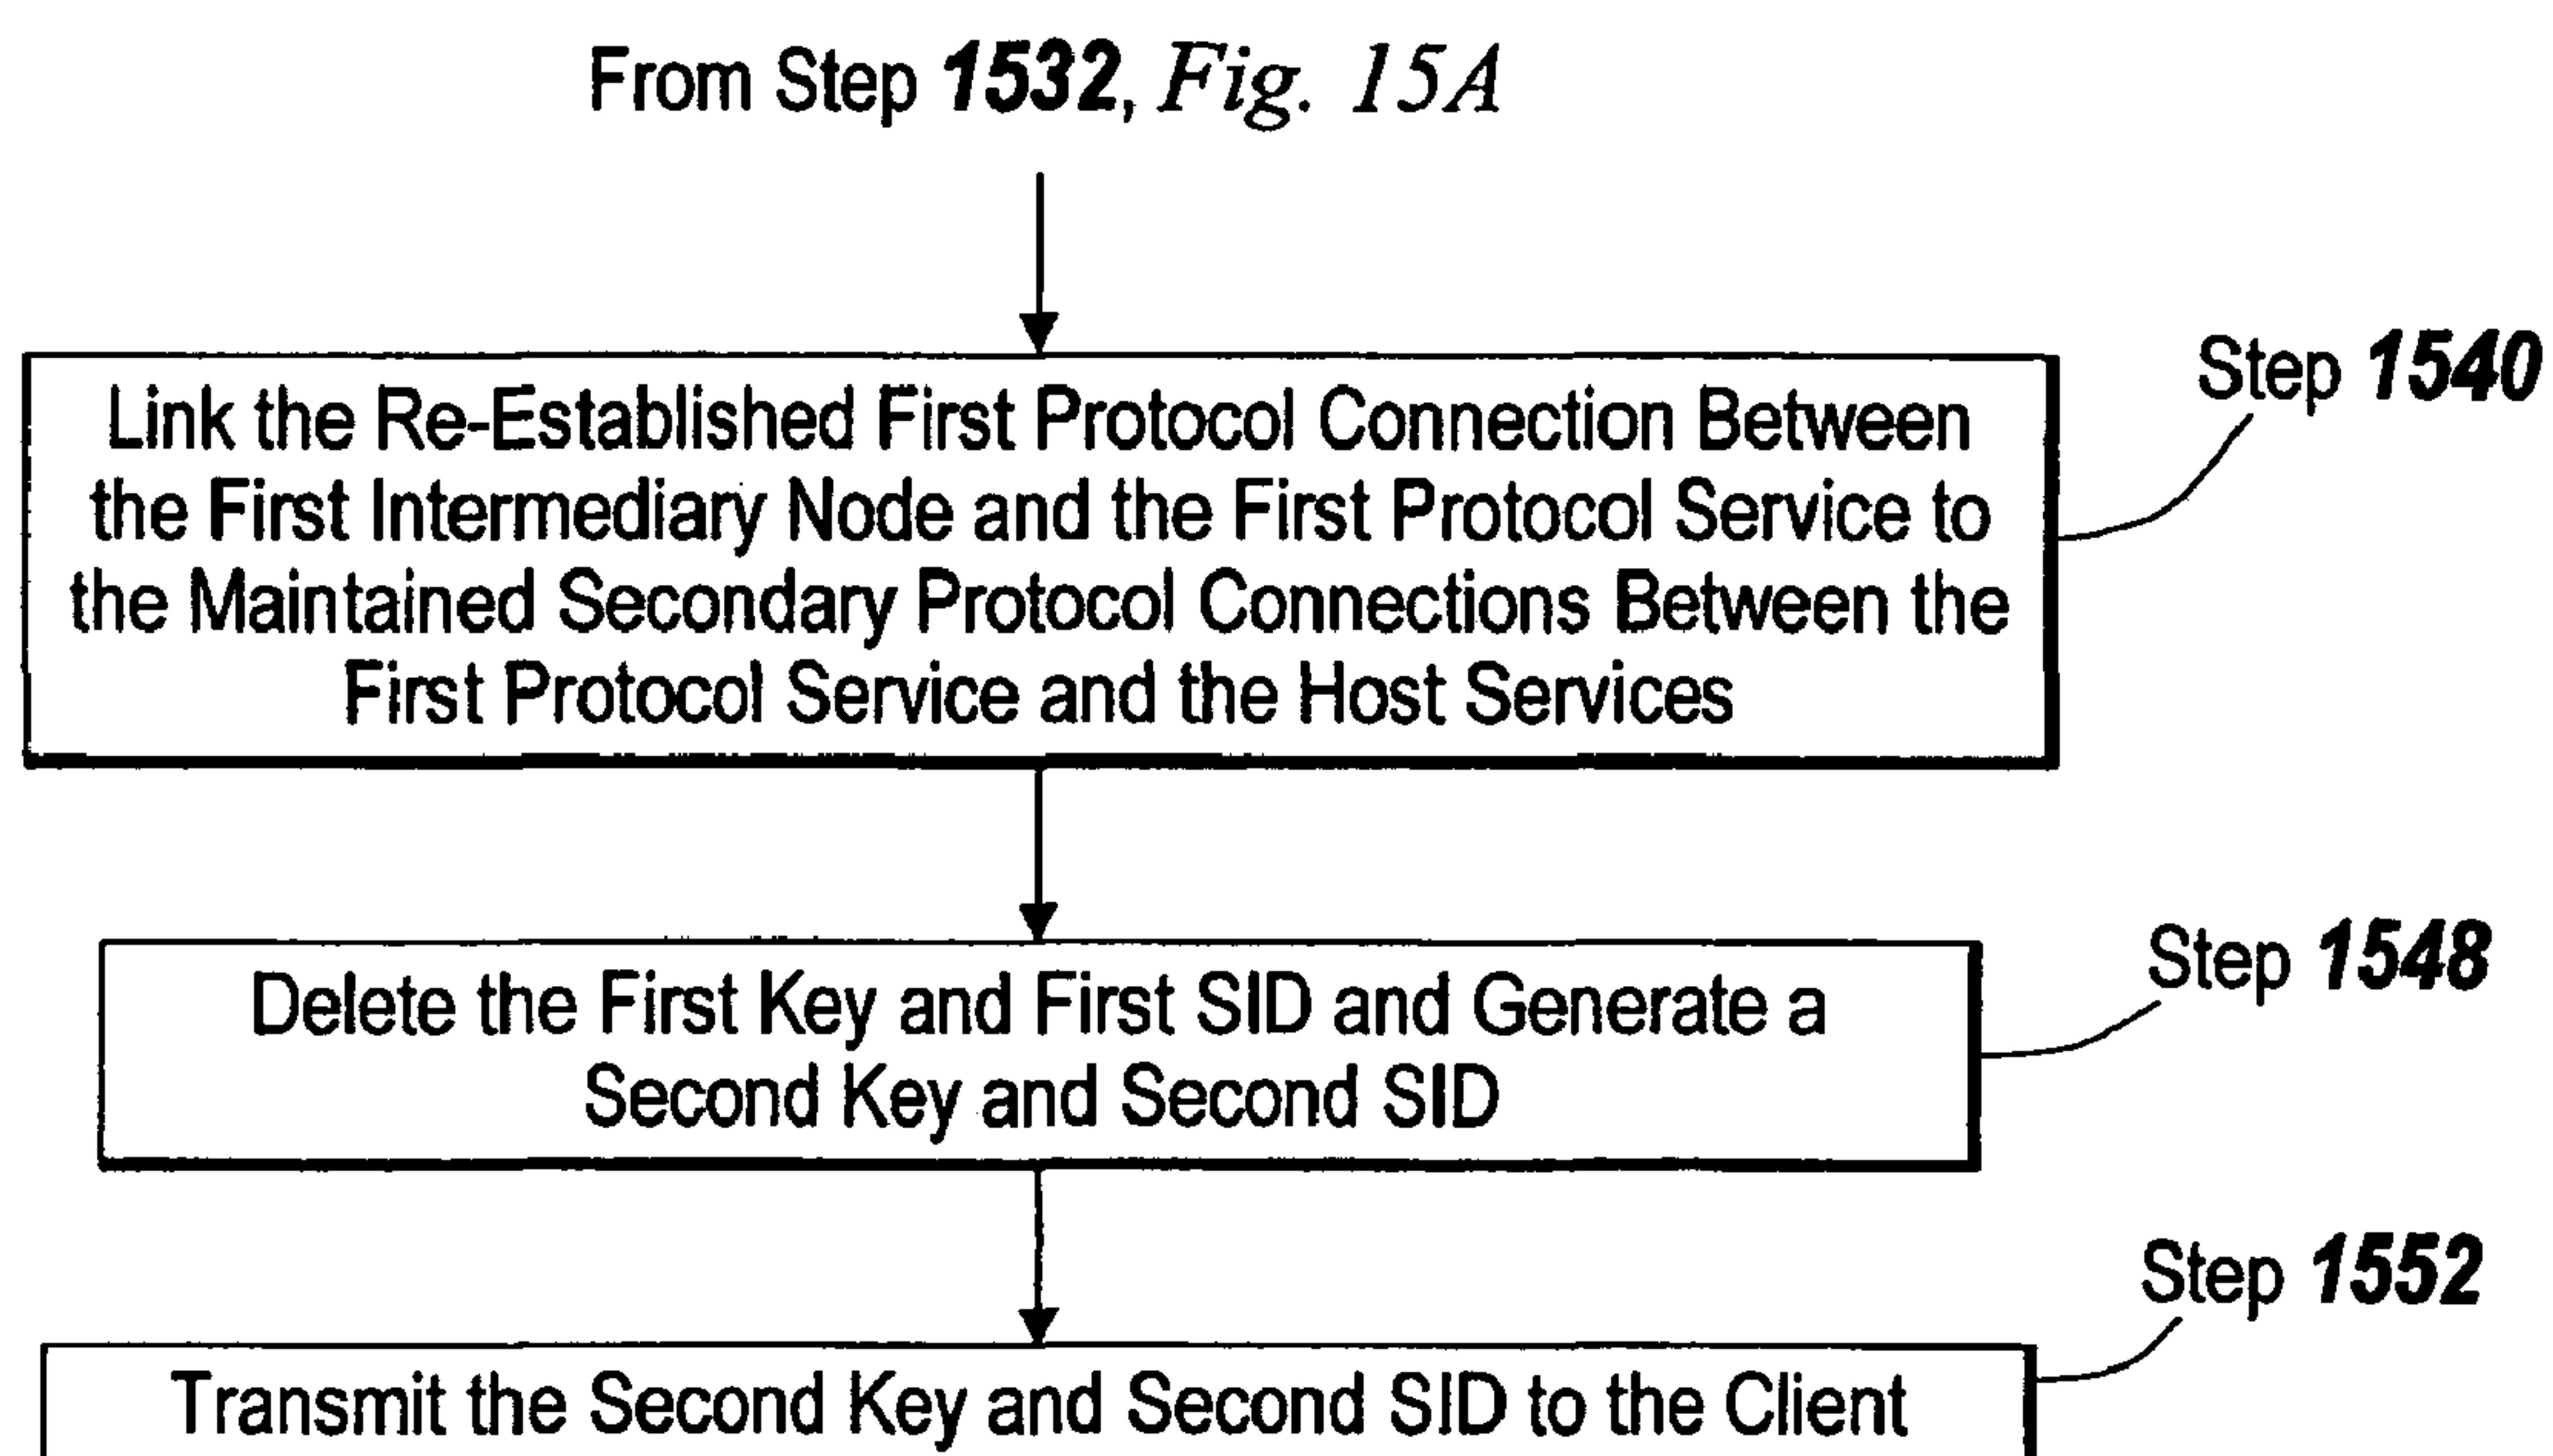 From Step 1532, Fig. 15A
Step 1540
Link the Re-Established First Protocol Connection Between
the First Intermediary Node and the First Protocol Service to
the Maintained Secondary Protocol Connections Between the
First Protocol Service and the Host Services
Step 1548
Delete the First Key and First SID and Generate a
Second Key and Second SID
Step 1552
Transmit the Second Key and Second SID to the Client